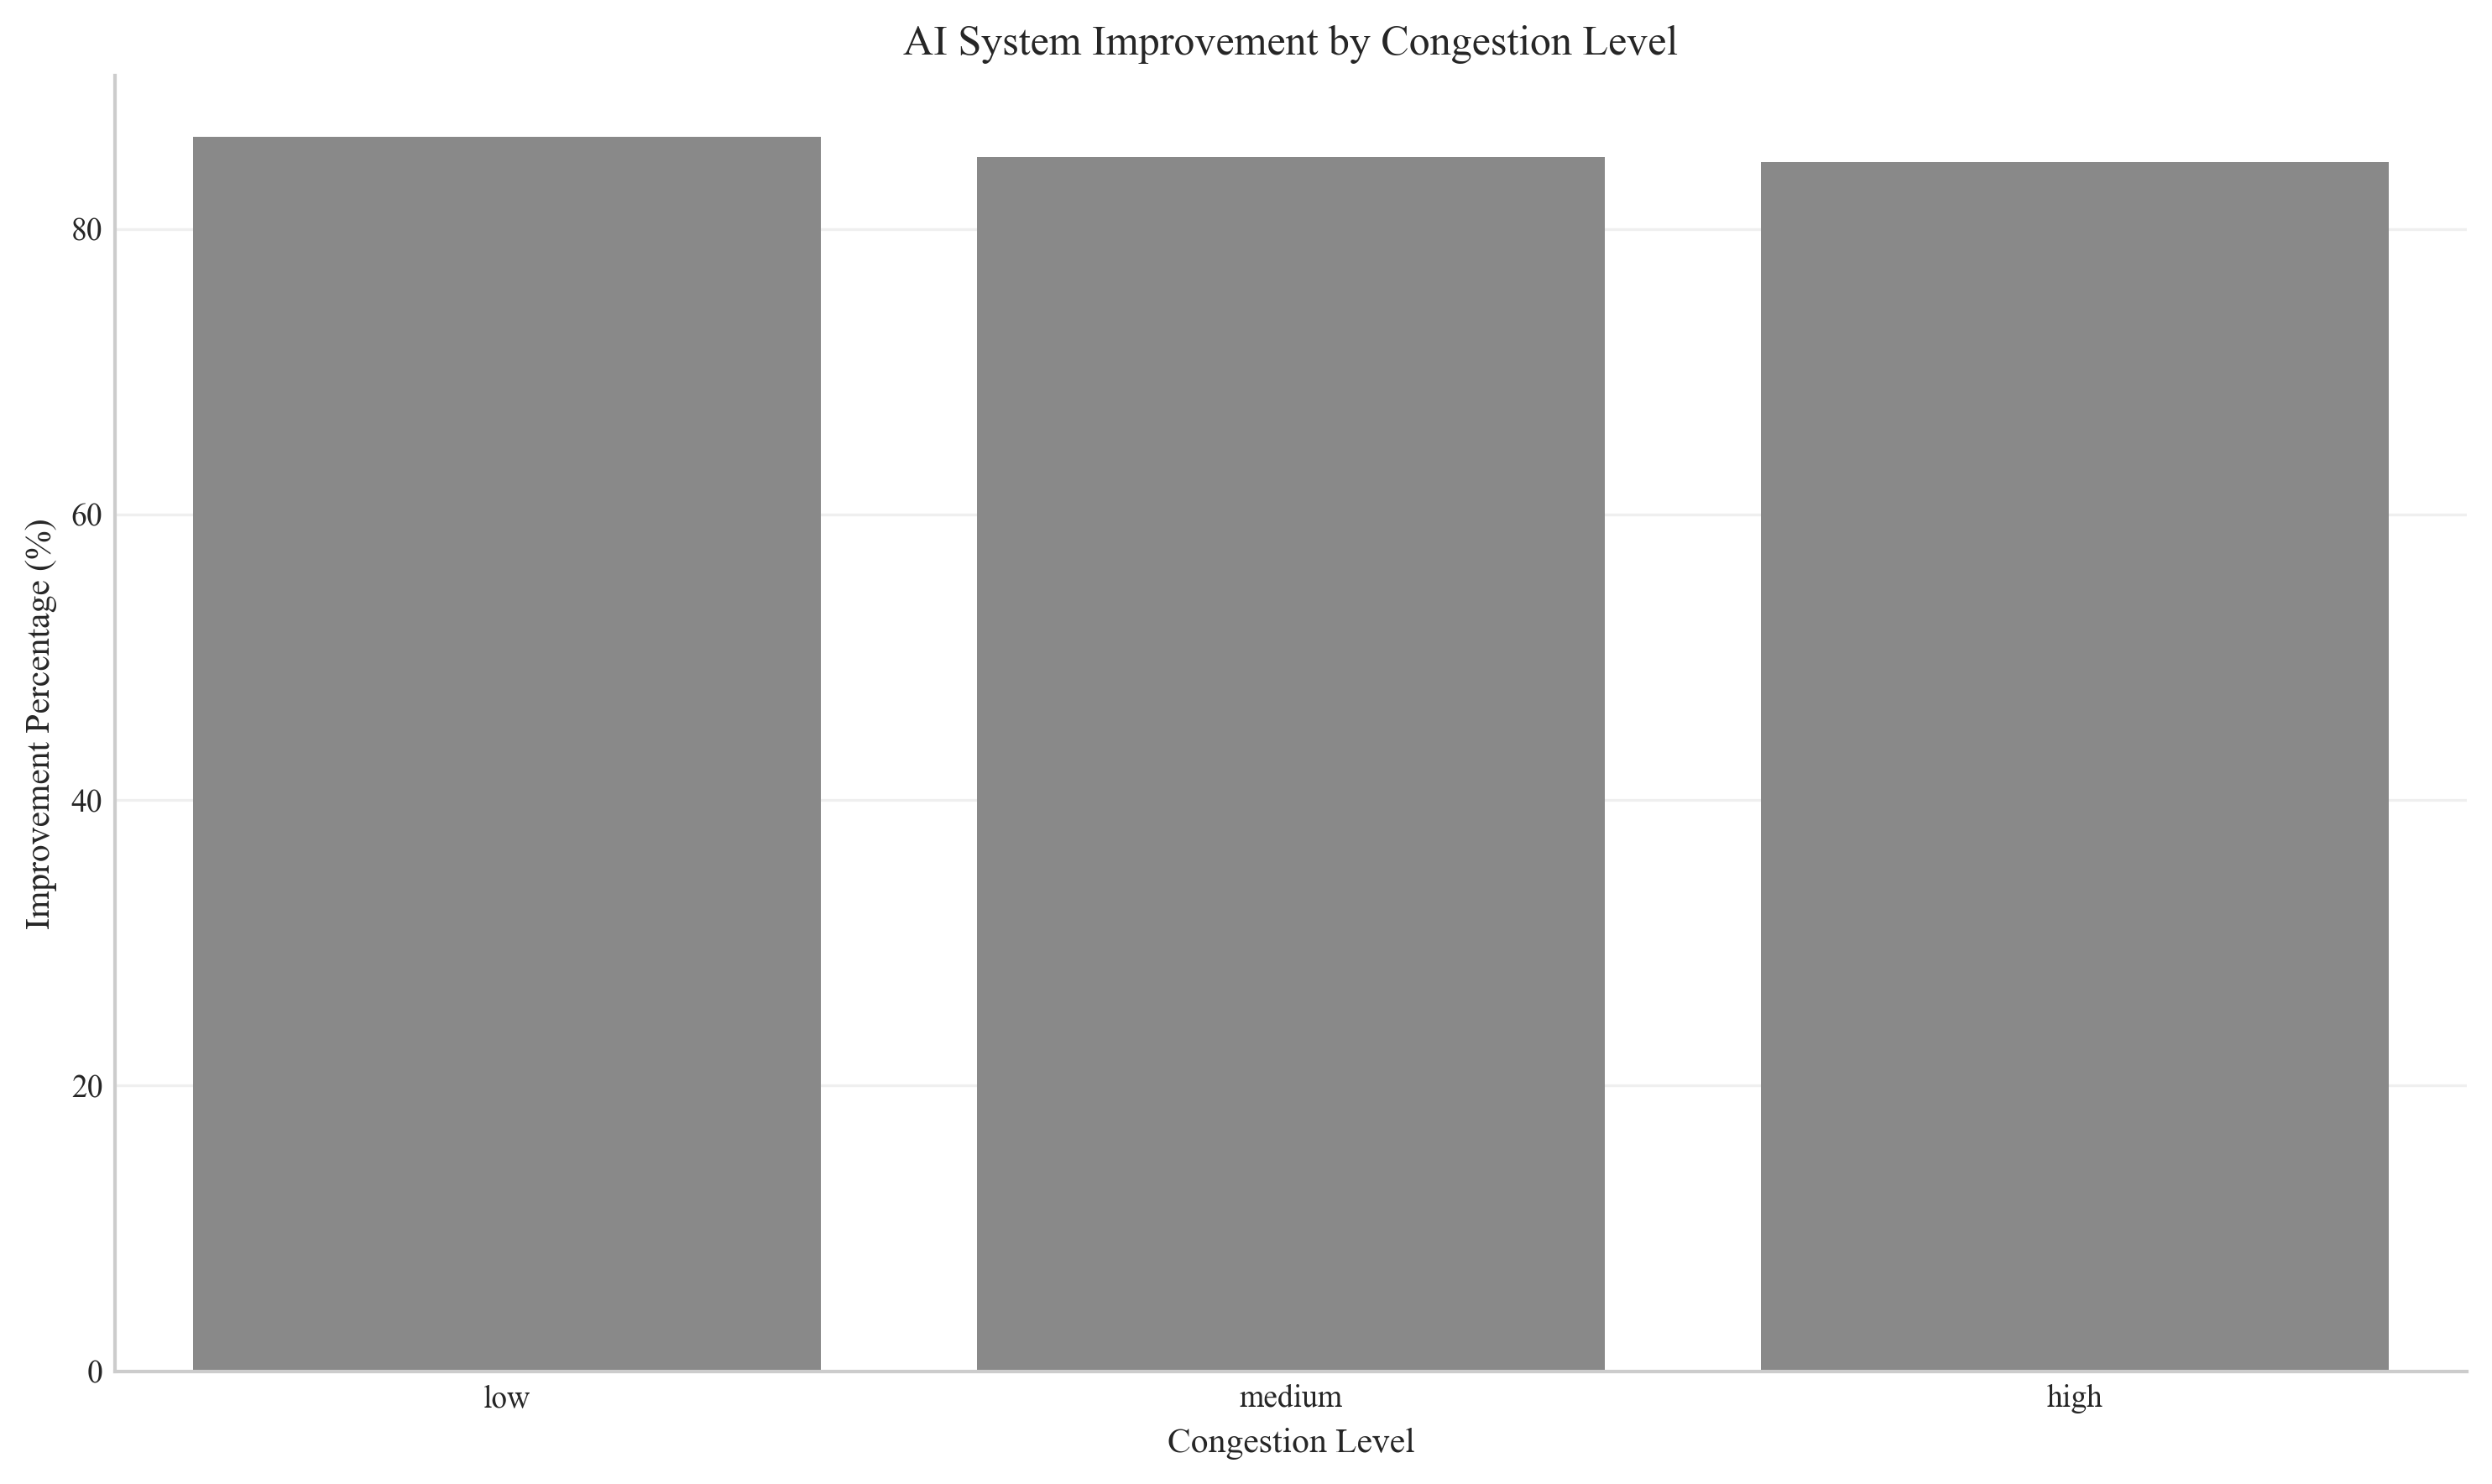 AI System Improvement by Congestion Level
Improvement Percentage (%)
80
60
40
20
0
low
medium
high
Congestion Level